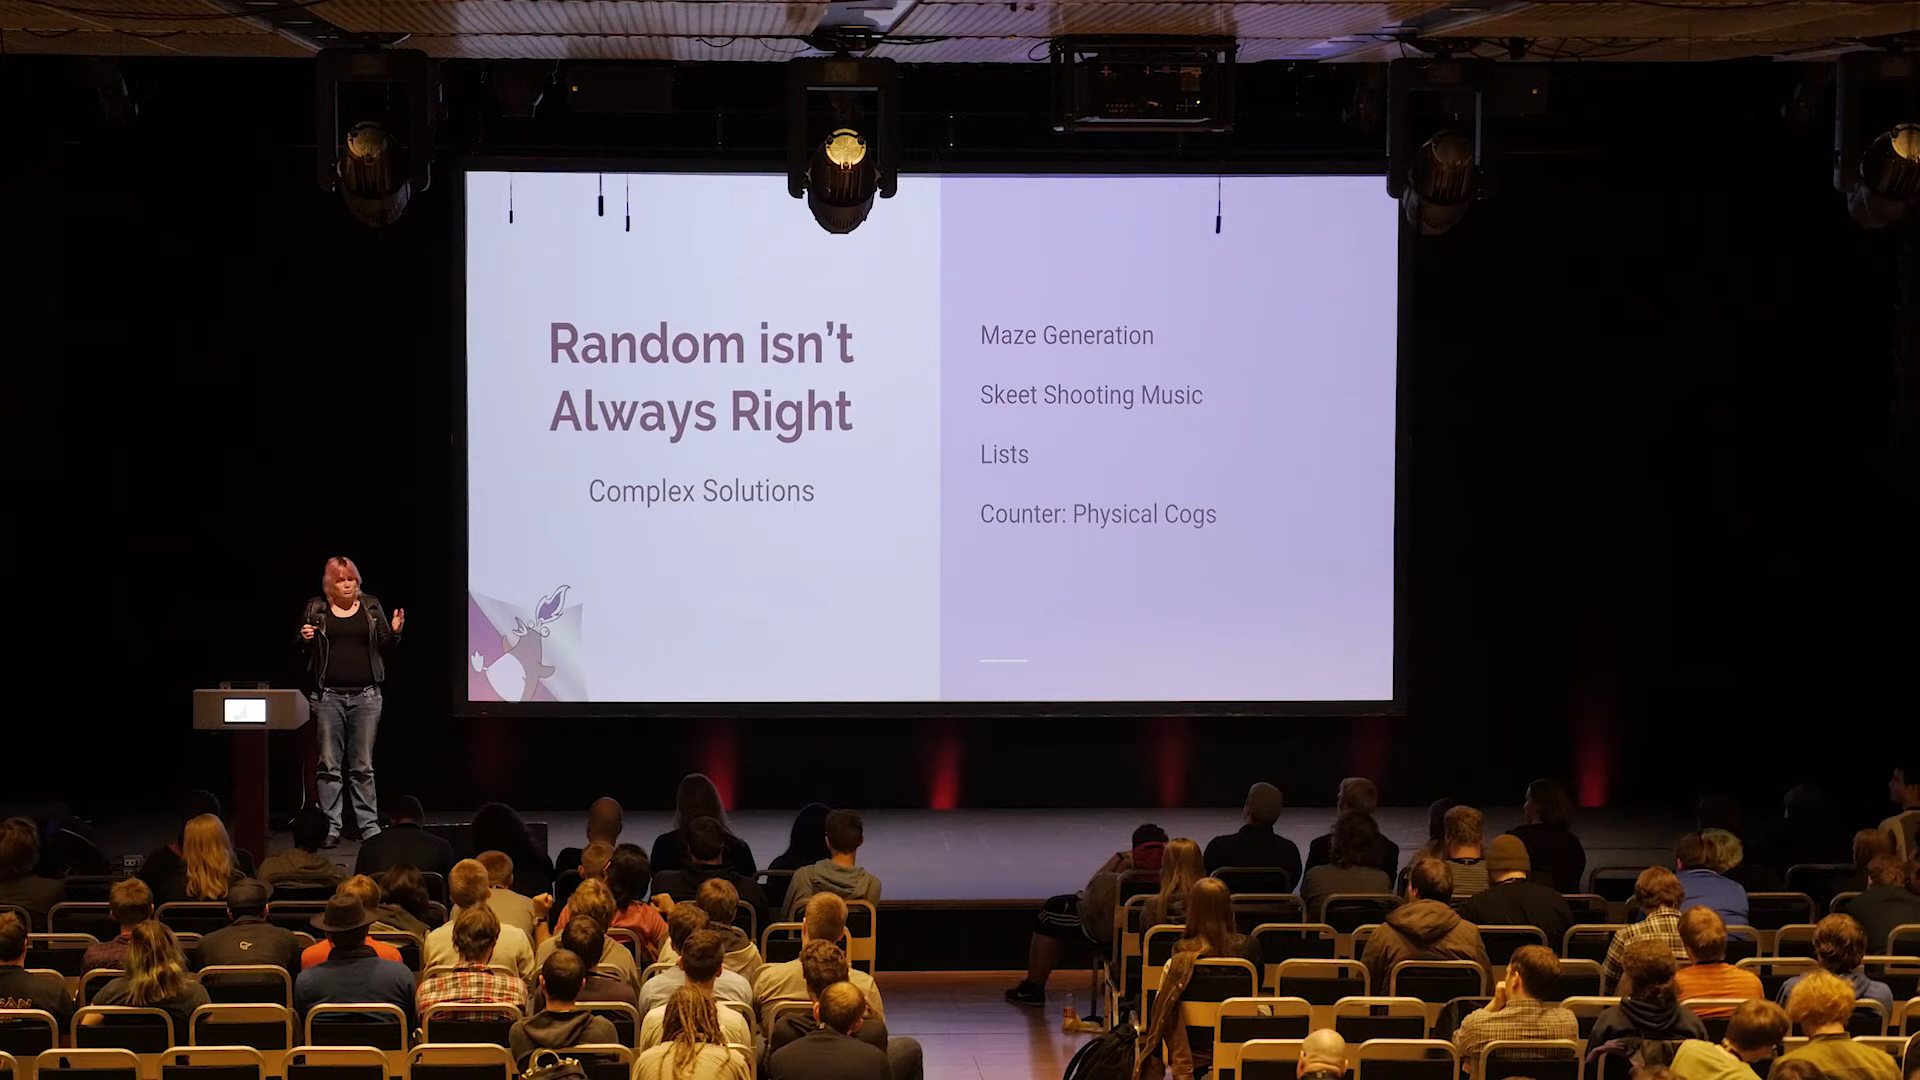 Random isn't
Always Right
Complex Solutions
Maze Generation
Skeet Shooting Music
Lists
Counter: Physical Cogs